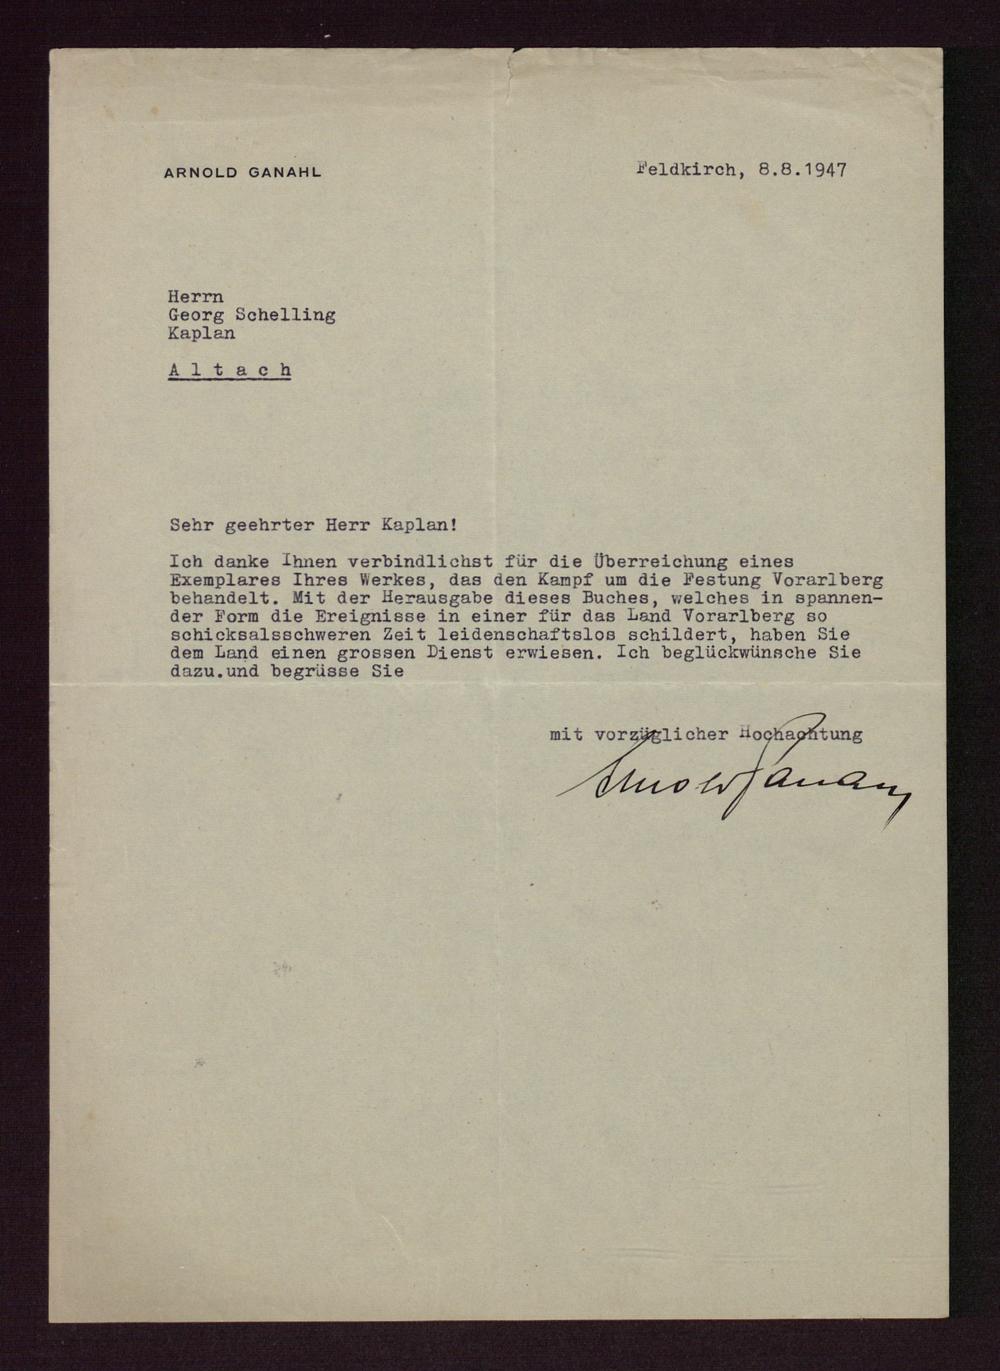 ARNOLD GANAHL
Feldkirch, 8.8.1947
Herrn
Georg Schelling
Kaplan
A l t a c h
Sehr geehrter Herr Kaplan!
Ich danke Ihnen verbindlichst für die Überreichung eines
Exemplares Ihres Werkes, das den Kampf um die Festung Vorarlberg
behandelt. Mit der Herausgabe dieses Buches, welches in spannen-
der Form die Ereignisse in einer für das Land Vorarlberg so
schicksalsschweren Zeit leidenschaftslos schildert, haben Sie
dem Land einen grossen Dienst erwiesen. Ich beglückwünsche Sie
dazu.und begrüsse Sie
mit vorzüglicher Hochachtung
Arnold Ganahl